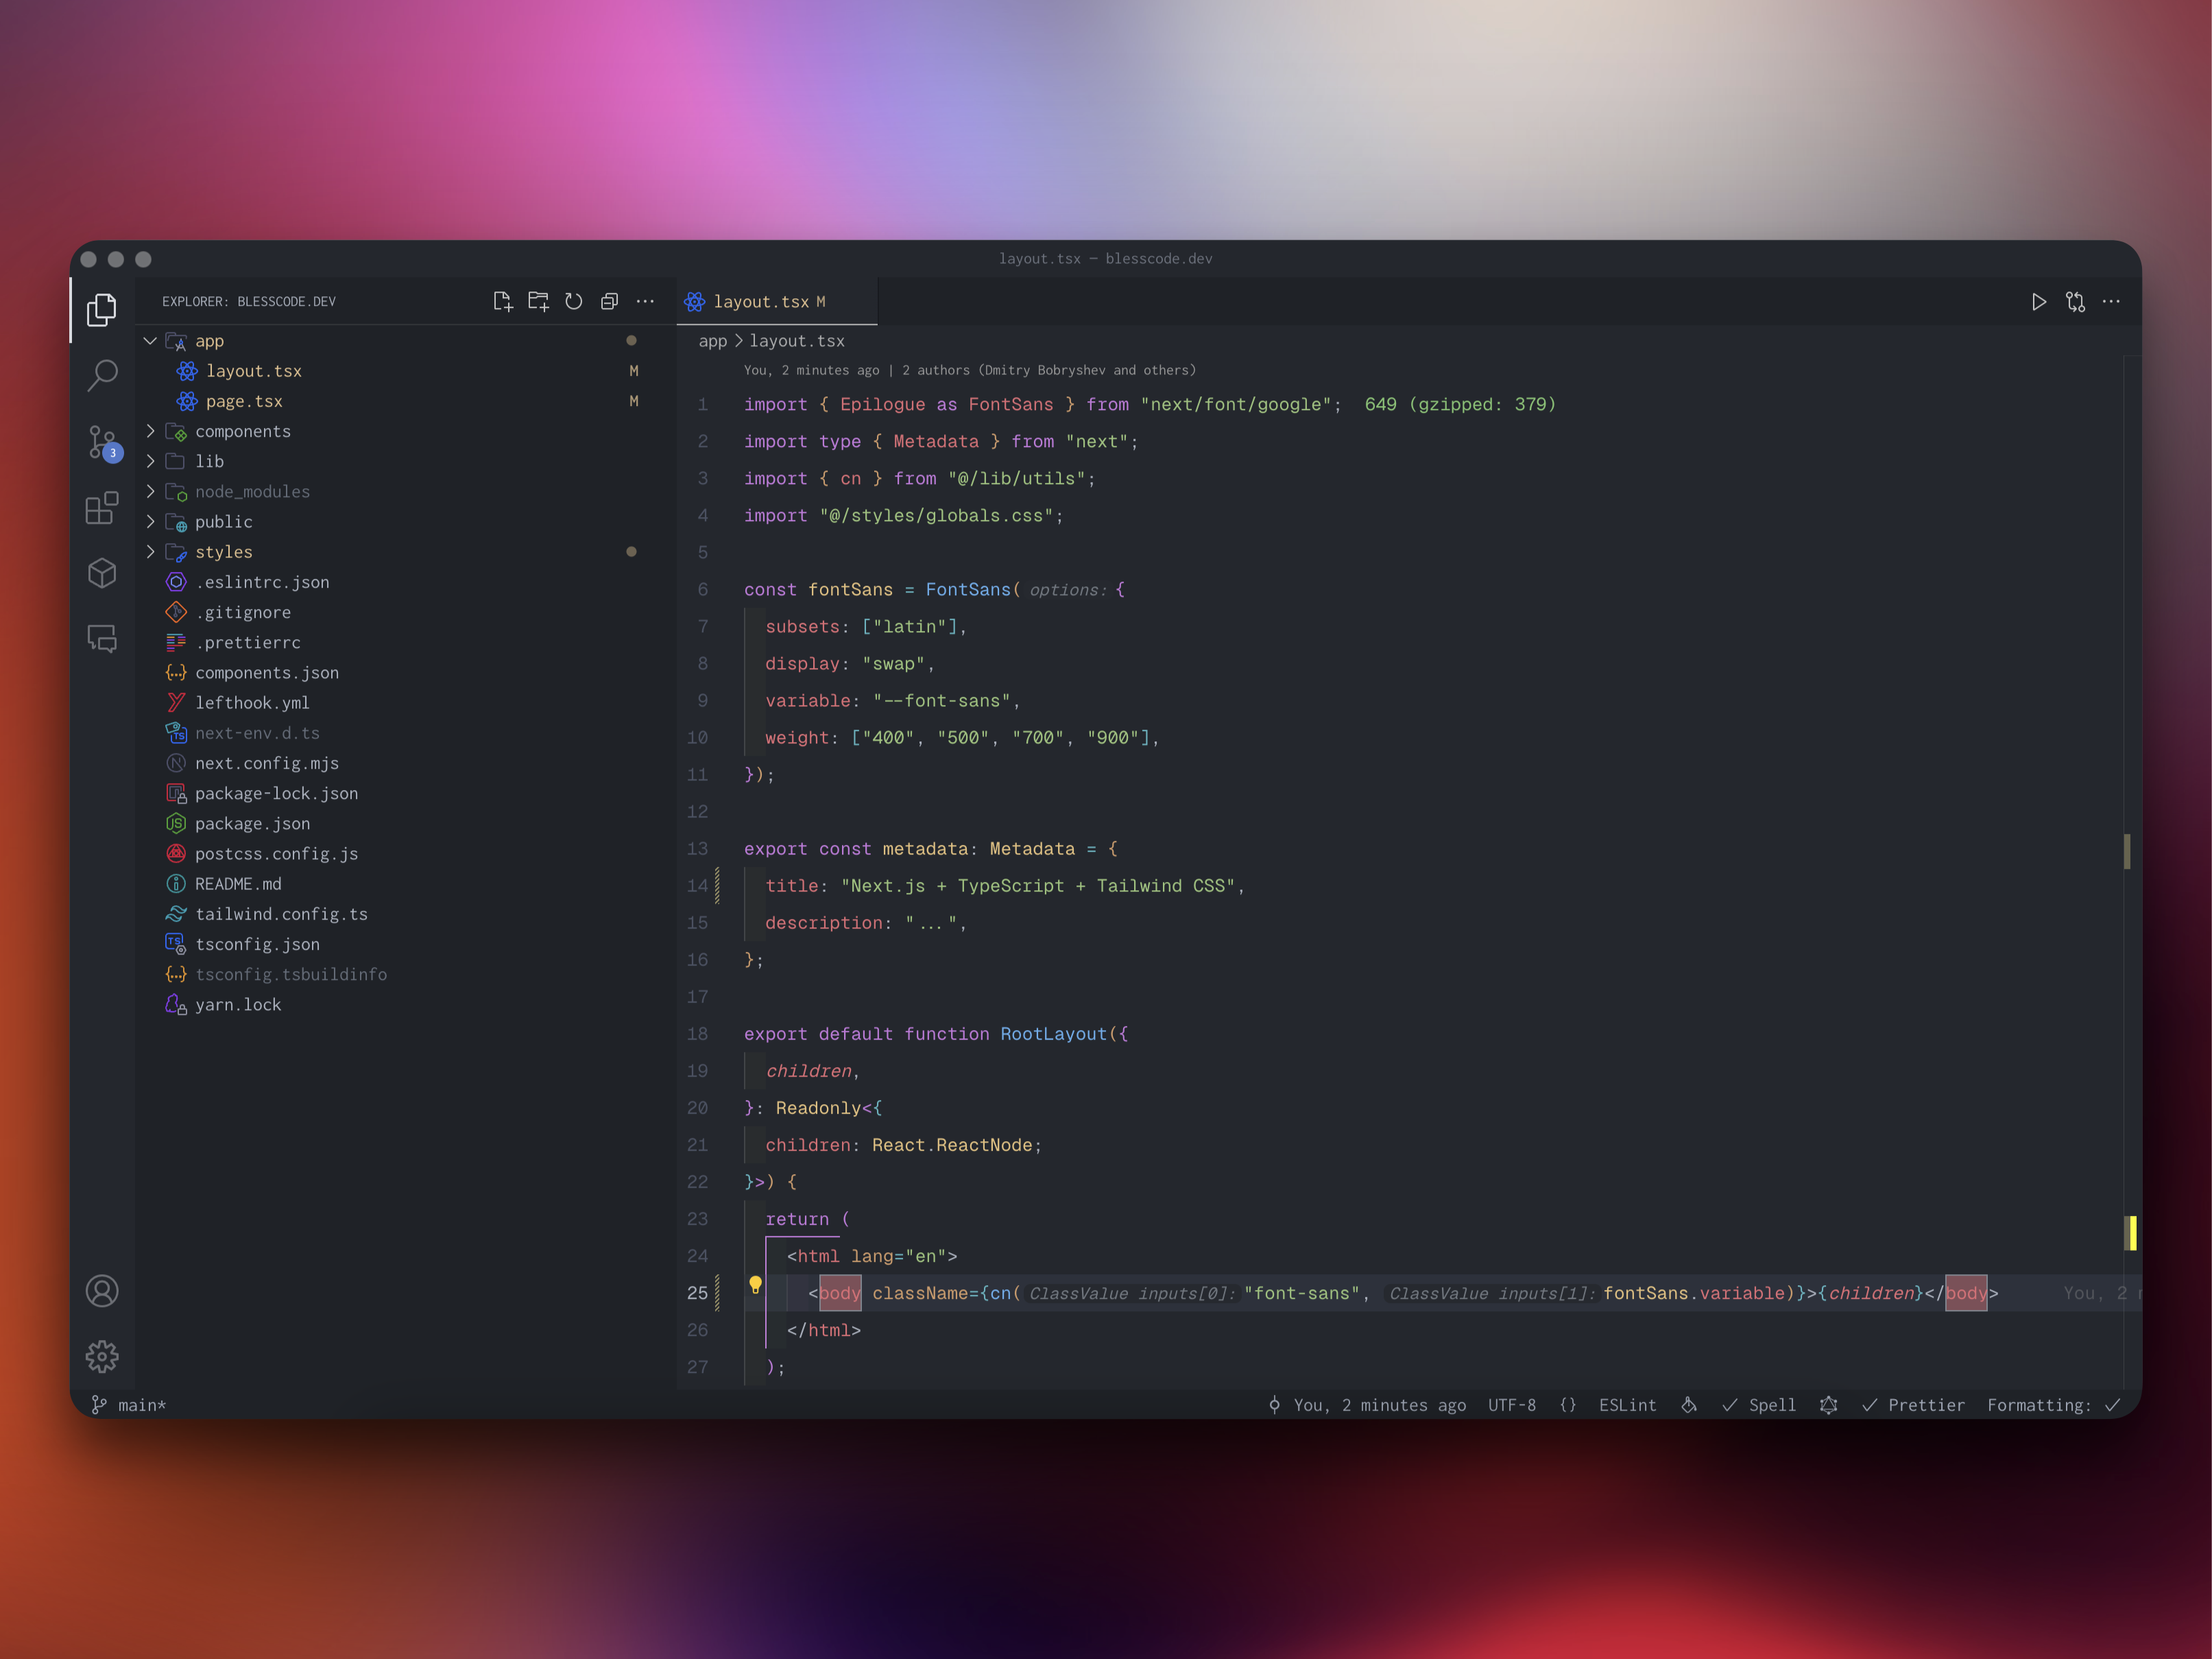 layout.tsx — blesscode.dev
EXPLORER: BLESSCODE.DEV
app
layout.tsx M
page.tsx M
components
lib
node_modules
public
styles
.eslintrc.json
.gitignore
.prettierrc
components.json
lefthook.yml
next-env.d.ts
next.config.mjs
package-lock.json
package.json
postcss.config.js
README.md
tailwind.config.ts
tsconfig.json
tsconfig.tsbuildinfo
yarn.lock
3
layout.tsx M
app > layout.tsx
You, 2 minutes ago | 2 authors (Dmitry Bobryshev and others)
1 import { Epilogue as FontSans } from "next/font/google"; 649 (gzipped: 379)
2 import type { Metadata } from "next";
3 import { cn } from "@/lib/utils";
4 import "@/styles/globals.css";
5
6 const fontSans = FontSans( options: {
7 subsets: ["latin"],
8 display: "swap",
9 variable: "--font-sans",
10 weight: ["400", "500", "700", "900"],
11 });
12
13 export const metadata: Metadata = {
14 title: "Next.js + TypeScript + Tailwind CSS",
15 description: "...",
16 };
17
18 export default function RootLayout({
19 children,
20 }: Readonly<{
21 children: React.ReactNode;
22 }>) {
23 return (
24 <html lang="en">
25 <body className={cn( ClassValue inputs[0]: "font-sans", ClassValue inputs[1]: fontSans.variable)}>{children}</body> You, 2
26 </html>
27 );
main* You, 2 minutes ago UTF-8 {} ESLint Spell Prettier Formatting: ✓